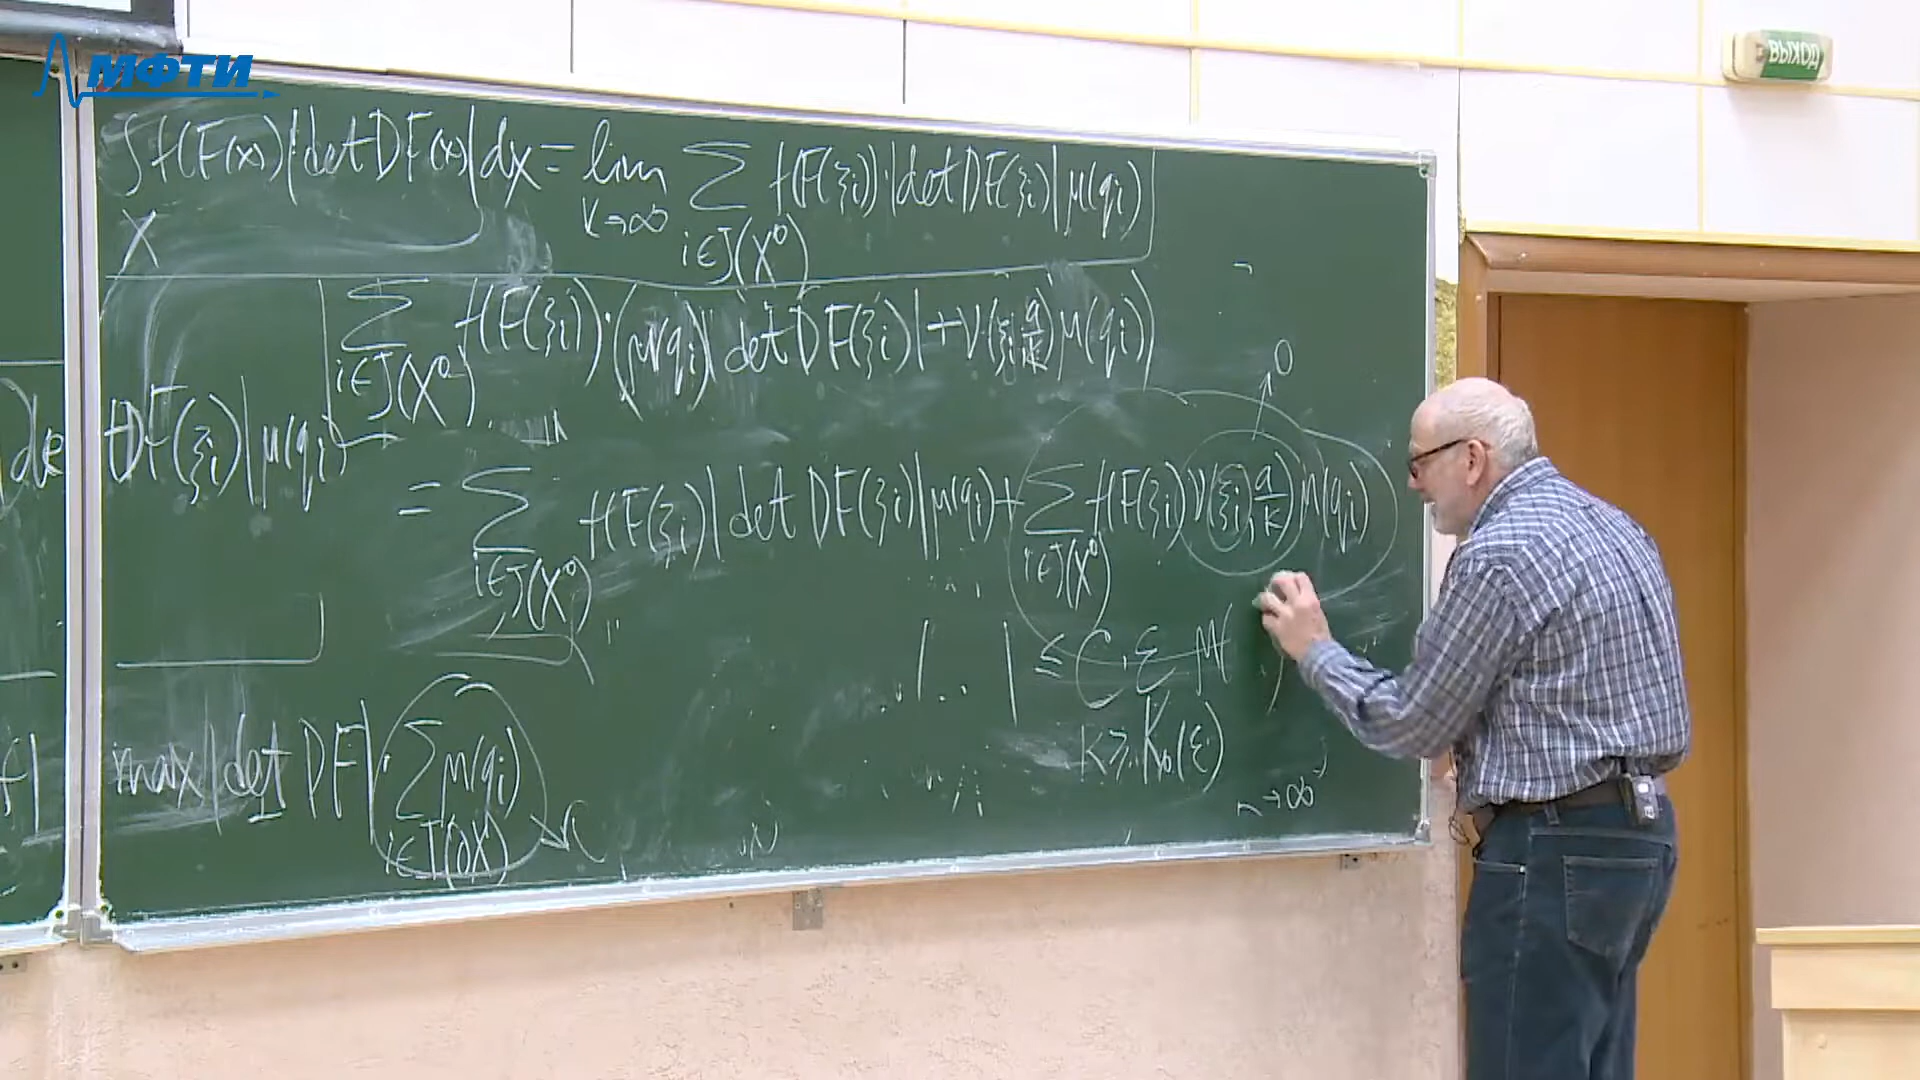 МФТИ
ВЫХОД
∫ f(F(x)) |det DF(x)| dx = lim ∑ f(F(ξi)) · |det DF(ξi)| μ(qi)
X k→∞ i∈J(X⁰)
∑ f(F(ξi)) · (μ(qi) |det DF(ξi)| + ν(ξi, a/k) μ(qi))
i∈J(X⁰)
0
de
t DF(ξi)| μ(qi)
= ∑ f(F(ξi)) |det DF(ξi)| μ(qi) + ∑ f(F(ξi)) ν(ξi, a/k) μ(qi)
i∈J(X⁰) i∈J(X⁰)
|...| ≤ C · ε · M
k ≥ K₀(ε)
f| max |det DF| · ∑ μ(qi)
i∈J(∂X)
→∞